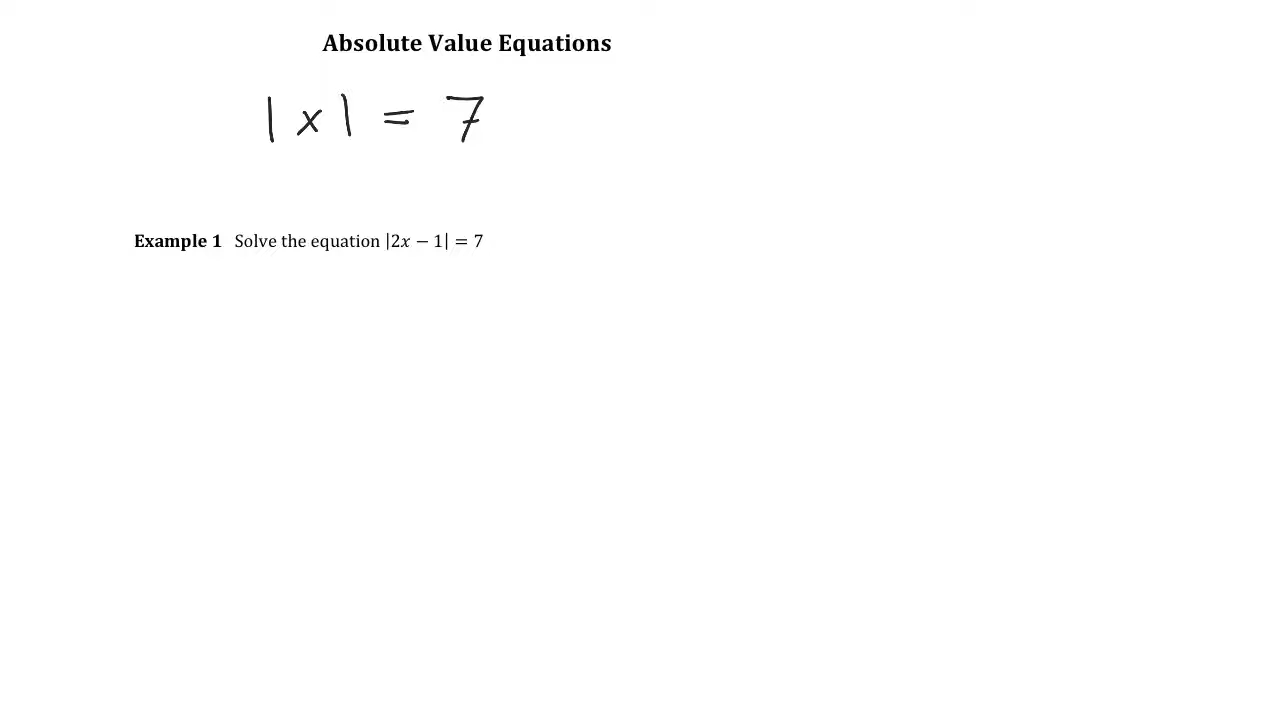 Absolute Value Equations
|x| = 7
Example 1 Solve the equation |2x − 1| = 7